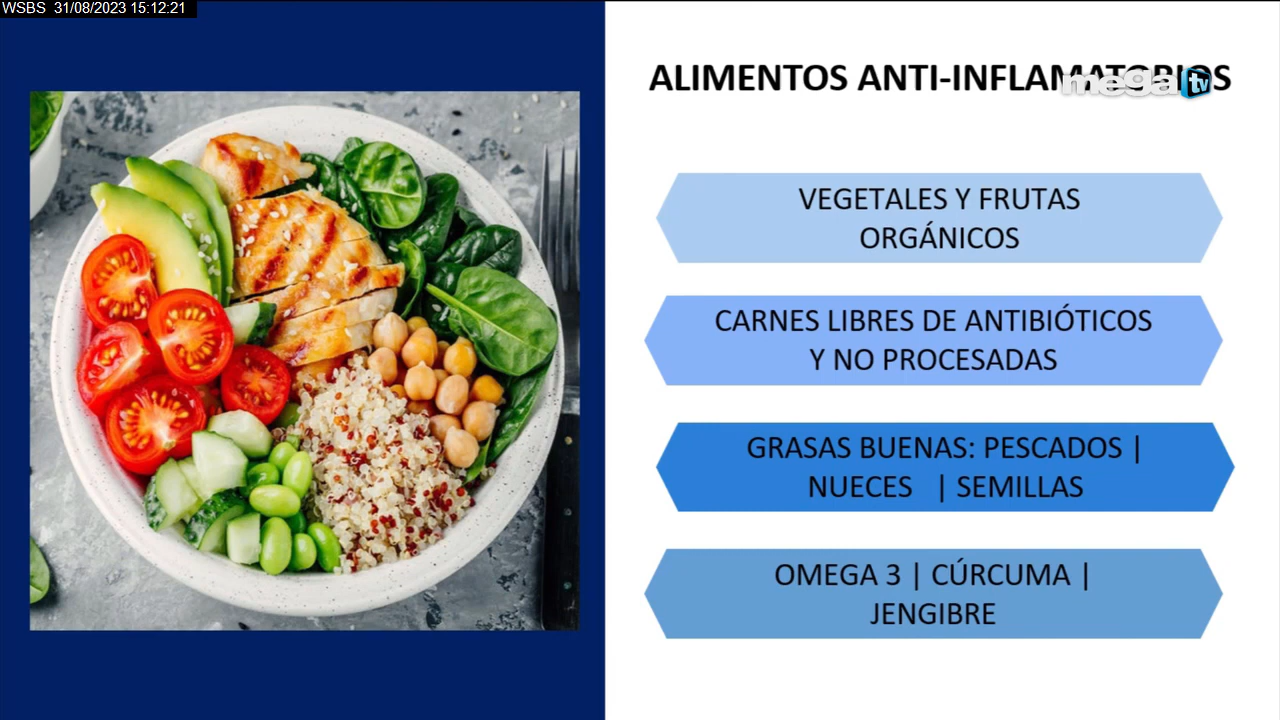 WSBS 31/08/2023 15:12:21
ALIMENTOS ANTI-INFLAMATORIOS
mega tv
VEGETALES Y FRUTAS
ORGÁNICOS
CARNES LIBRES DE ANTIBIÓTICOS
Y NO PROCESADAS
GRASAS BUENAS: PESCADOS |
NUECES | SEMILLAS
OMEGA 3 | CÚRCUMA |
JENGIBRE